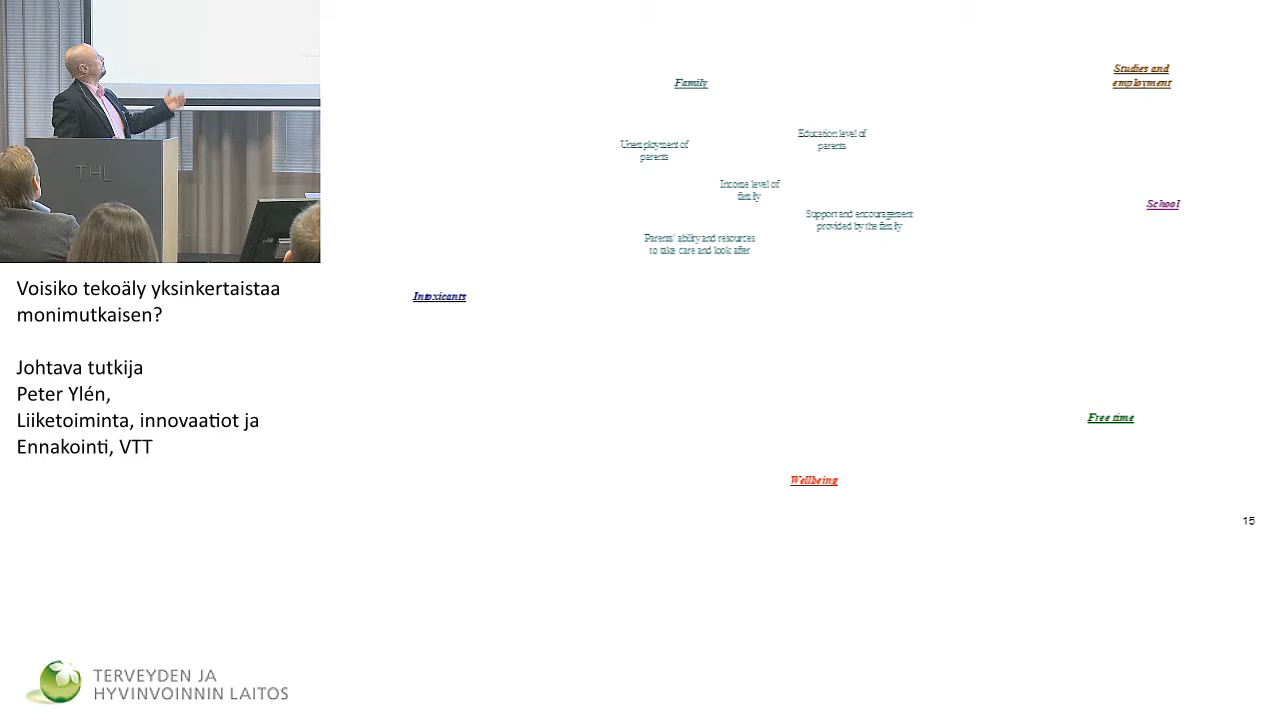 THL
Voisiko tekoäly yksinkertaistaa
monimutkaisen?
Johtava tutkija
Peter Ylén,
Liiketoiminta, innovaatiot ja
Ennakointi, VTT
Family
Studies and
employment
Unemployment of
parents
Education level of
parents
Income level of
family
Support and encouragement
provided by the family
Parents' ability and resources
to take care and look after
School
Intoxicants
Free time
Wellbeing
15
TERVEYDEN JA
HYVINVOINNIN LAITOS